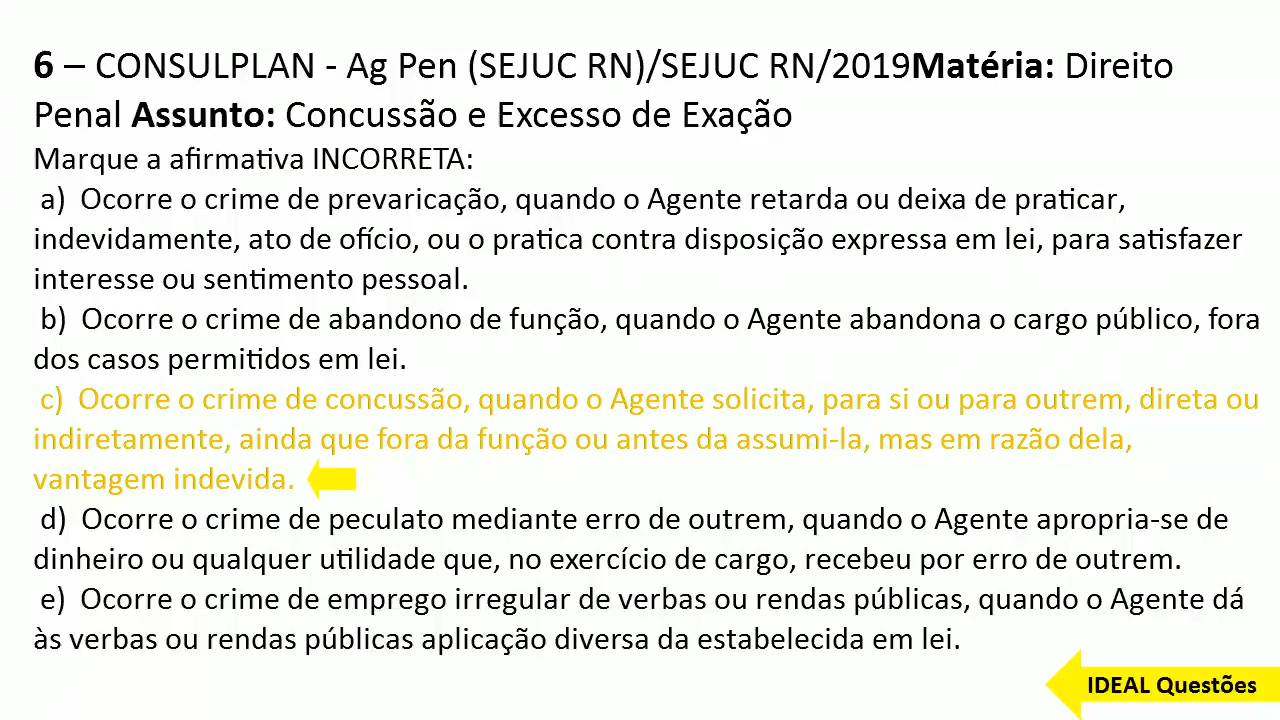 6 – CONSULPLAN - Ag Pen (SEJUC RN)/SEJUC RN/2019Matéria: Direito
Penal Assunto: Concussão e Excesso de Exação
Marque a afirmativa INCORRETA:
a) Ocorre o crime de prevaricação, quando o Agente retarda ou deixa de praticar,
indevidamente, ato de ofício, ou o pratica contra disposição expressa em lei, para satisfazer
interesse ou sentimento pessoal.
b) Ocorre o crime de abandono de função, quando o Agente abandona o cargo público, fora
dos casos permitidos em lei.
c) Ocorre o crime de concussão, quando o Agente solicita, para si ou para outrem, direta ou
indiretamente, ainda que fora da função ou antes da assumi-la, mas em razão dela,
vantagem indevida.
d) Ocorre o crime de peculato mediante erro de outrem, quando o Agente apropria-se de
dinheiro ou qualquer utilidade que, no exercício de cargo, recebeu por erro de outrem.
e) Ocorre o crime de emprego irregular de verbas ou rendas públicas, quando o Agente dá
às verbas ou rendas públicas aplicação diversa da estabelecida em lei.
IDEAL Questões